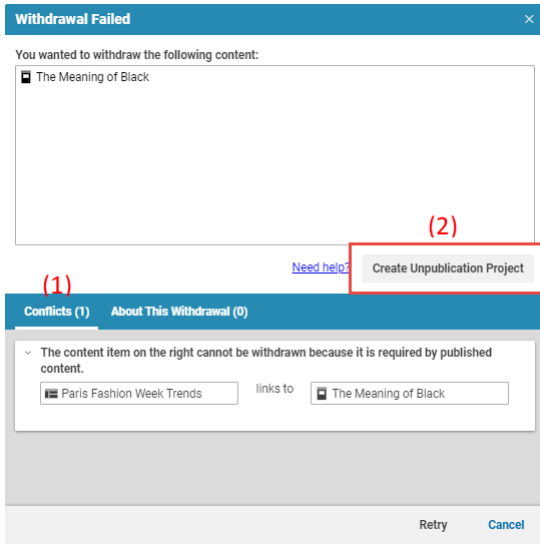 Withdrawal Failed ×
You wanted to withdraw the following content:
The Meaning of Black
(2)
Need help?
Create Unpublication Project
(1)
Conflicts (1) About This Withdrawal (0)
The content item on the right cannot be withdrawn because it is required by published
content.
Paris Fashion Week Trends links to The Meaning of Black
Retry Cancel